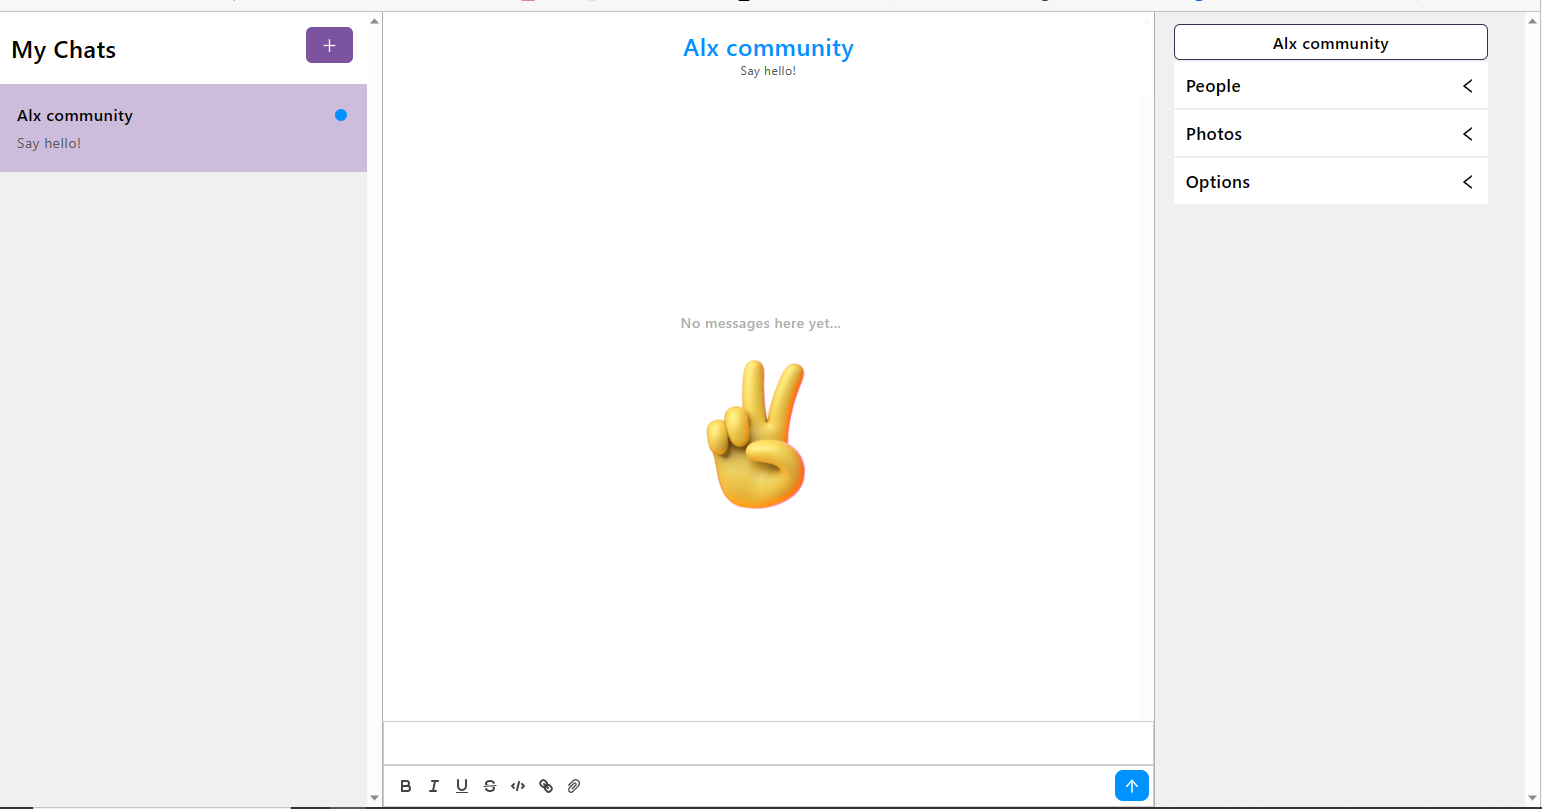 My Chats
+
Alx community
Say hello!
Alx community
Say hello!
No messages here yet...
Alx community
People
Photos
Options
B I U S </>